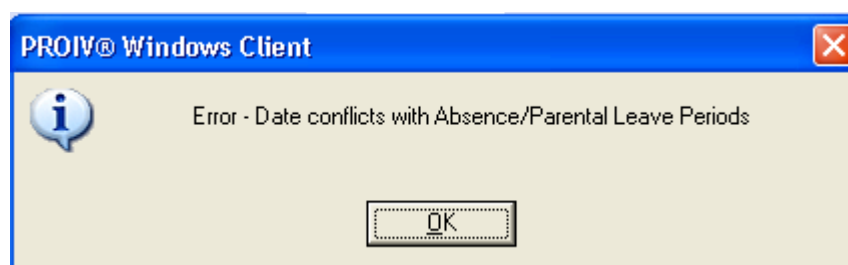 PROIV® Windows Client
Error - Date conflicts with Absence/Parental Leave Periods
OK